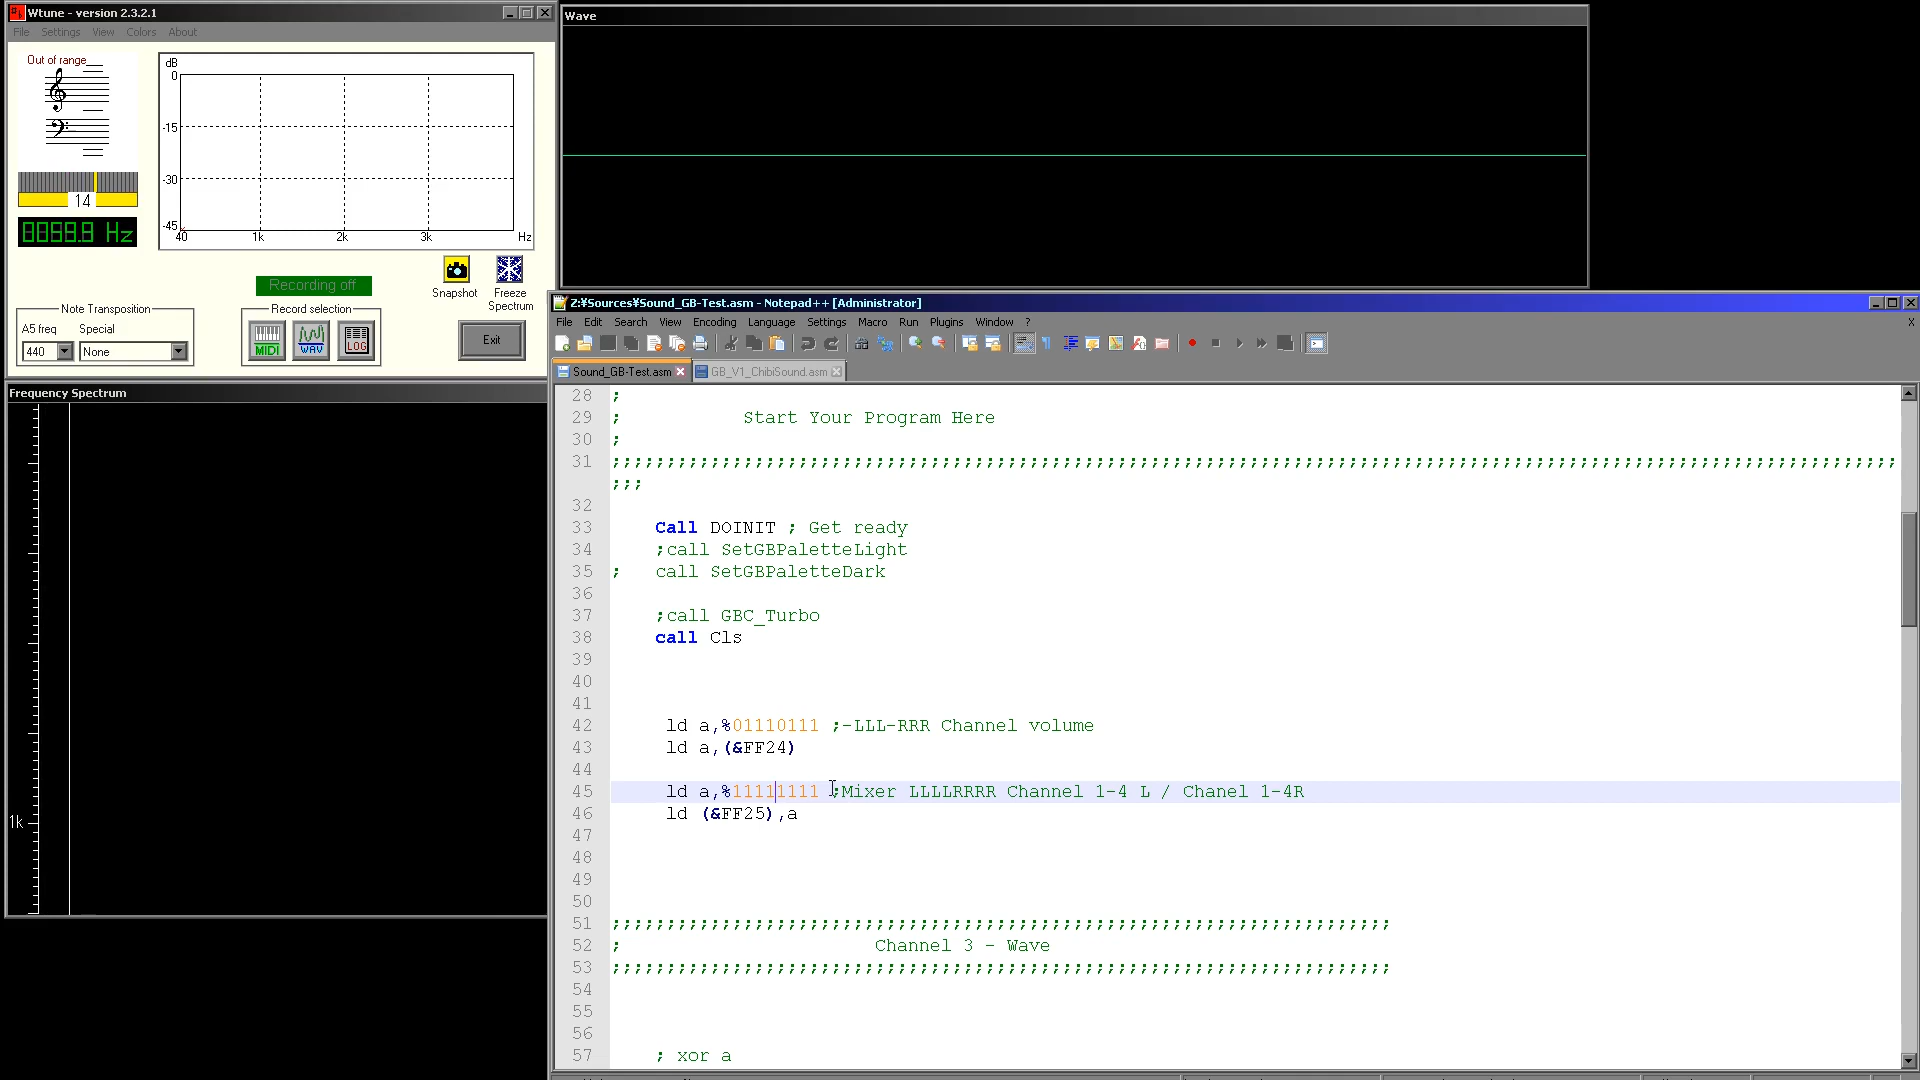 Wtune - version 2.3.2.1
File Settings View Colors About
Out of range
dB
0
-15
-30
-45
40 1k 2k 3k Hz
14
0059.9 Hz
Recording off
Snapshot
Freeze
Spectrum
Note Transposition
A5 freq Special
440 None
Record selection
MIDI WAV LOG
Exit
Wave
Frequency Spectrum
1k
Z:¥Sources¥Sound_GB-Test.asm - Notepad++ [Administrator]
File Edit Search View Encoding Language Settings Macro Run Plugins Window ?
X
Sound_GB-Test.asm GB_V1_ChibiSound.asm
28 ;
29 ; Start Your Program Here
30 ;
31 ;;;;;;;;;;;;;;;;;;;;;;;;;;;;;;;;;;;;;;;;;;;;;;;;;;;;;;;;;;;;;;;;;;;;;;;;;;;;;;;;;;;;;;;;;;;;;;;;;;;;;;;;;;;;;;;;;;;;;
;;;
32
33 Call DOINIT ; Get ready
34 ;call SetGBPaletteLight
35 ; call SetGBPaletteDark
36
37 ;call GBC_Turbo
38 call Cls
39
40
41
42 ld a,%01110111 ;-LLL-RRR Channel volume
43 ld a,(&FF24)
44
45 ld a,%11111111 ;Mixer LLLLRRRR Channel 1-4 L / Chanel 1-4R
46 ld (&FF25),a
47
48
49
50
51 ;;;;;;;;;;;;;;;;;;;;;;;;;;;;;;;;;;;;;;;;;;;;;;;;;;;;;;;;;;;;;;;;;;;;;;;
52 ; Channel 3 - Wave
53 ;;;;;;;;;;;;;;;;;;;;;;;;;;;;;;;;;;;;;;;;;;;;;;;;;;;;;;;;;;;;;;;;;;;;;;;
54
55
56
57 ; xor a